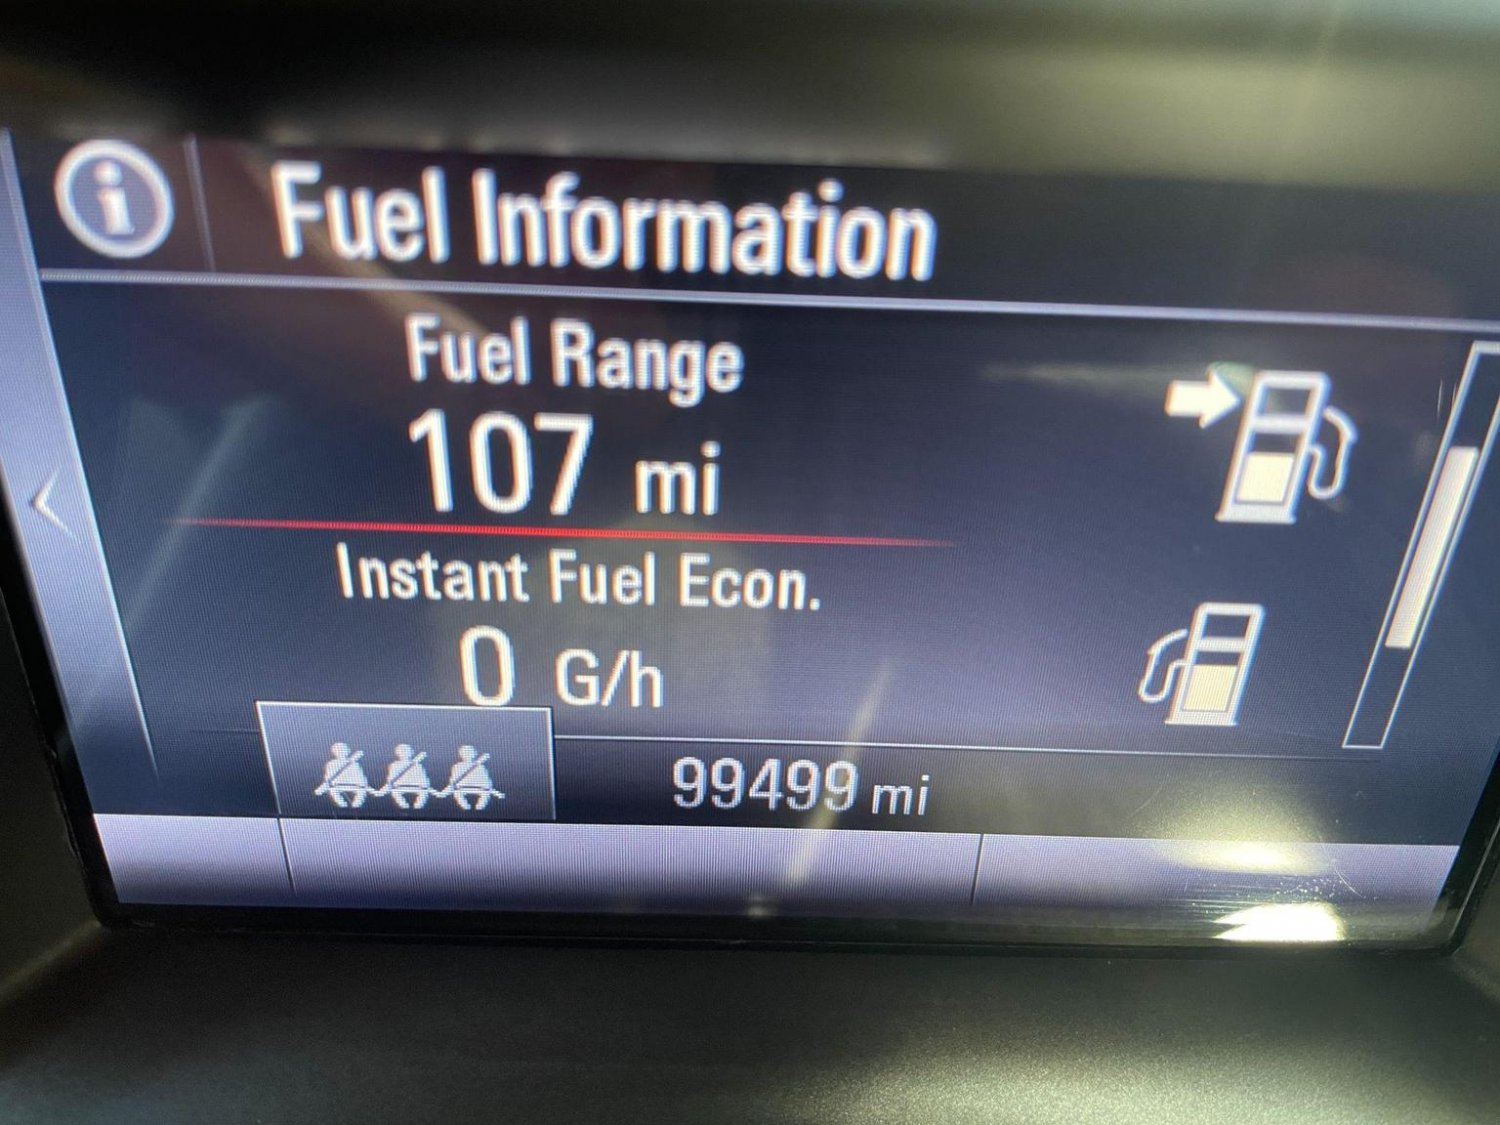 Fuel Information
Fuel Range
107 mi
Instant Fuel Econ.
0 G/h
99499 mi